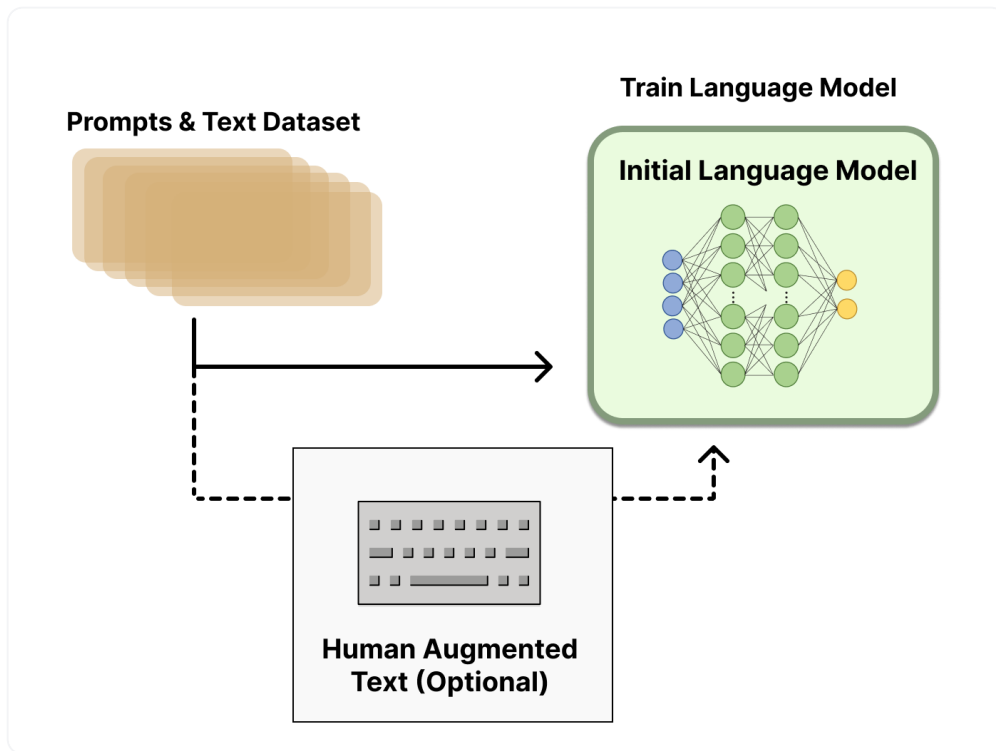 Prompts & Text Dataset
Train Language Model
Initial Language Model
Human Augmented
Text (Optional)